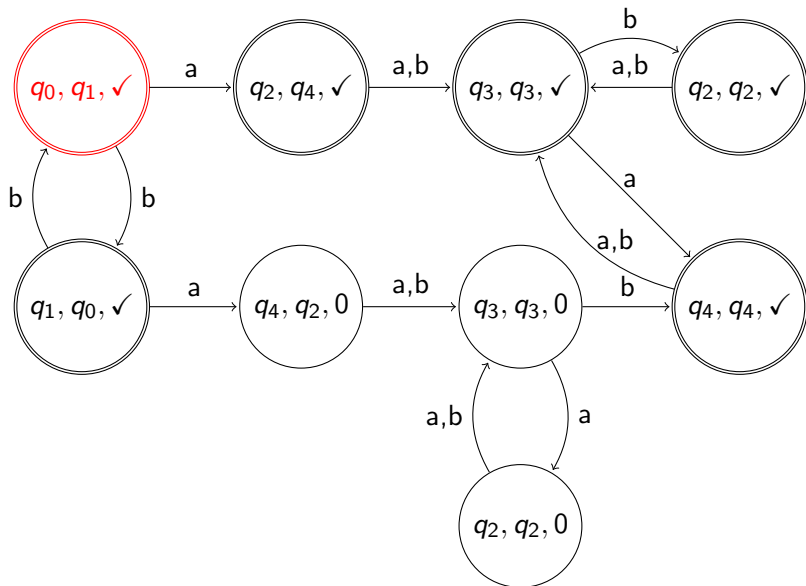 b
q0, q1, ✓ a q2, q4, ✓ a,b q3, q3, ✓ a,b q2, q2, ✓
b b a
a,b
q1, q0, ✓ a q4, q2, 0 a,b q3, q3, 0 b q4, q4, ✓
a,b a
q2, q2, 0